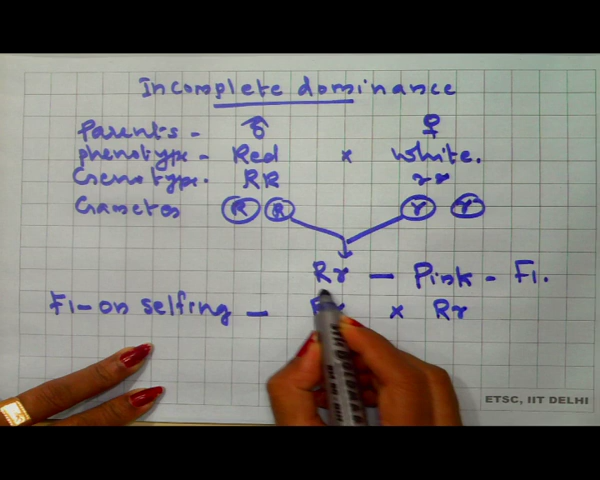 Incomplete dominance
Parents - ♂ ♀
phenotype - Red × white.
Genotype. RR rr
Gametes R R r r
Rr — Pink - F1.
F1 - on selfing — Rr × Rr
ETSC, IIT DELHI